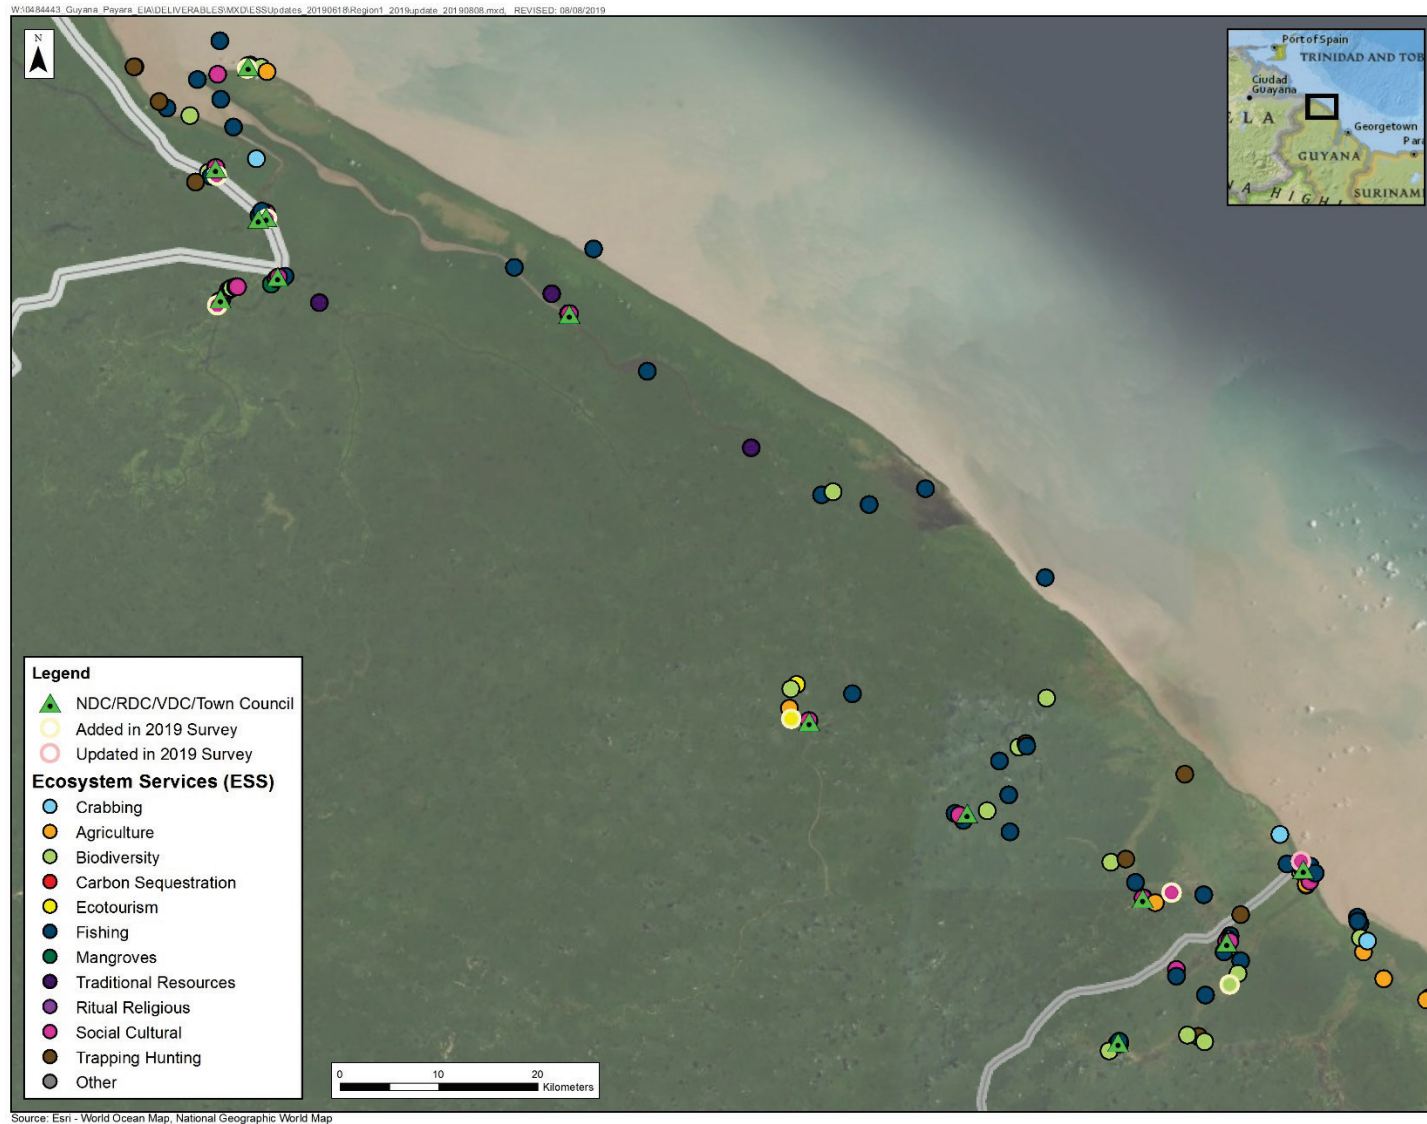 W:\0484443_Guyana_Payara_EIA\DELIVERABLES\MXD\ESSUpdates_20190618\Region1_2019update_20190808.mxd, REVISED: 08/08/2019
N
Port of Spain
TRINIDAD AND TOB
Ciudad
Guayana
ELA
Georgetown
Para
GUYANA
SURINAM
NA HIGH
Legend
NDC/RDC/VDC/Town Council
Added in 2019 Survey
Updated in 2019 Survey
Ecosystem Services (ESS)
Crabbing
Agriculture
Biodiversity
Carbon Sequestration
Ecotourism
Fishing
Mangroves
Traditional Resources
Ritual Religious
Social Cultural
Trapping Hunting
Other
0 10 20
Kilometers
Source: Esri - World Ocean Map, National Geographic World Map